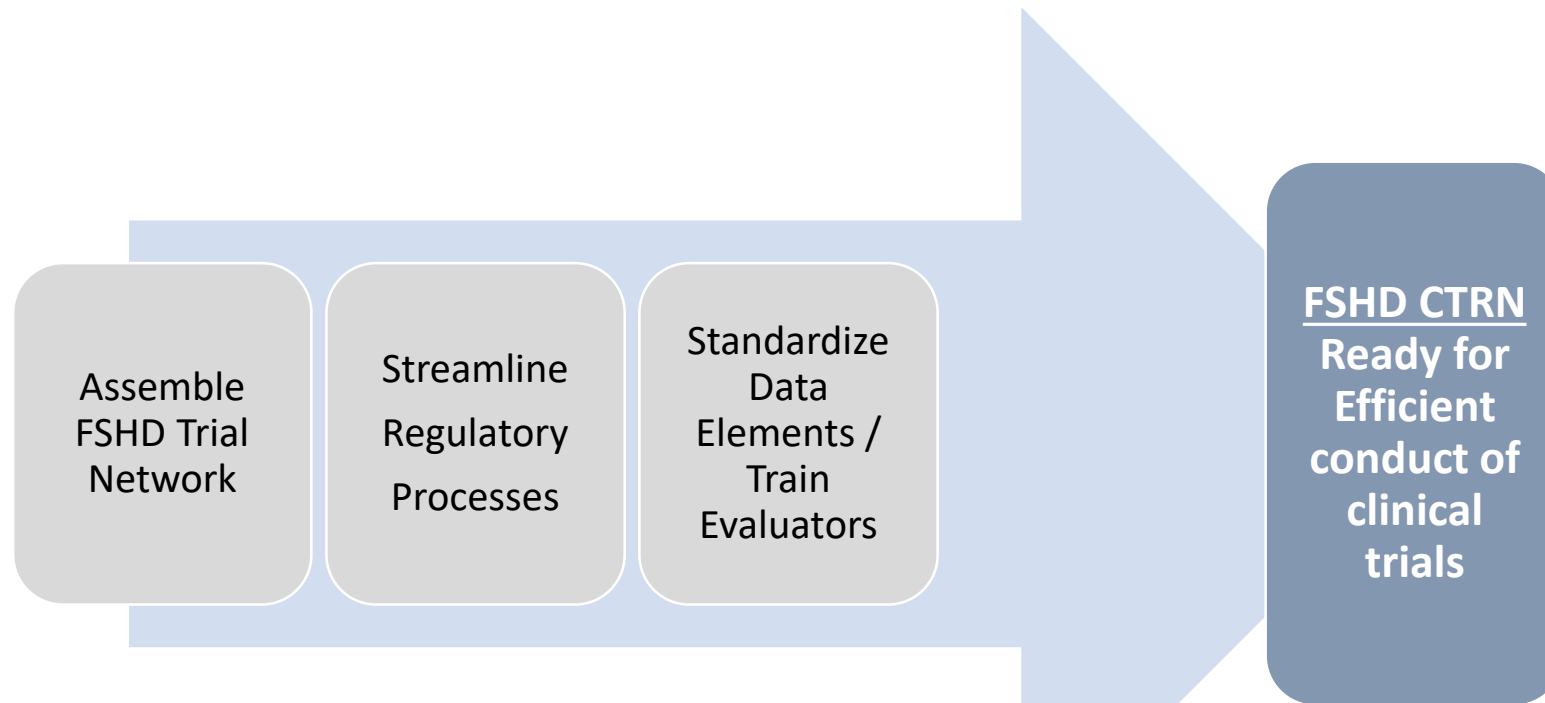 Assemble
FSHD Trial
Network
Streamline
Regulatory
Processes
Standardize
Data
Elements /
Train
Evaluators
FSHD CTRN
Ready for
Efficient
conduct of
clinical
trials